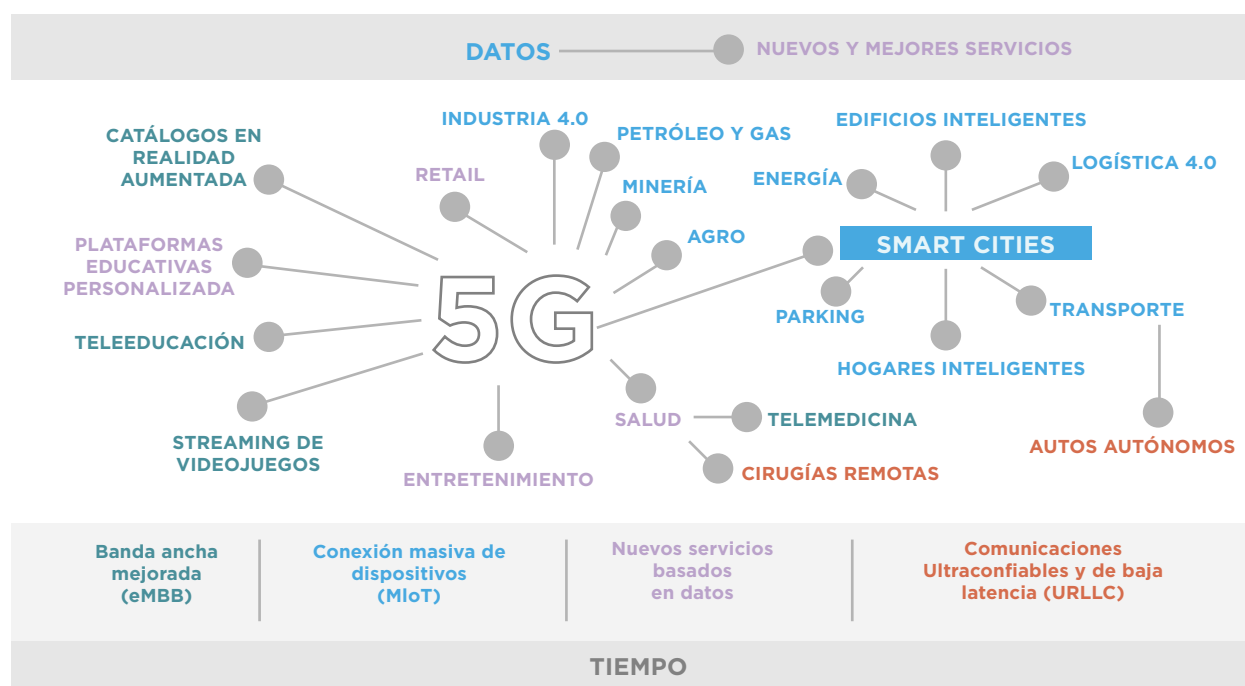 DATOS
NUEVOS Y MEJORES SERVICIOS
CATÁLOGOS EN
REALIDAD
AUMENTADA
PLATAFORMAS
EDUCATIVAS
PERSONALIZADA
TELEEDUCACIÓN
STREAMING DE
VIDEOJUEGOS
RETAIL
INDUSTRIA 4.0
PETRÓLEO Y GAS
MINERÍA
AGRO
5G
ENTRETENIMIENTO
SALUD
TELEMEDICINA
CIRUGÍAS REMOTAS
EDIFICIOS INTELIGENTES
ENERGÍA
LOGÍSTICA 4.0
SMART CITIES
PARKING
TRANSPORTE
HOGARES INTELIGENTES
AUTOS AUTÓNOMOS
Banda ancha
mejorada
(eMBB)
Conexión masiva de
dispositivos
(MIoT)
Nuevos servicios
basados
en datos
Comunicaciones
Ultraconfiables y de baja
latencia (URLLC)
TIEMPO